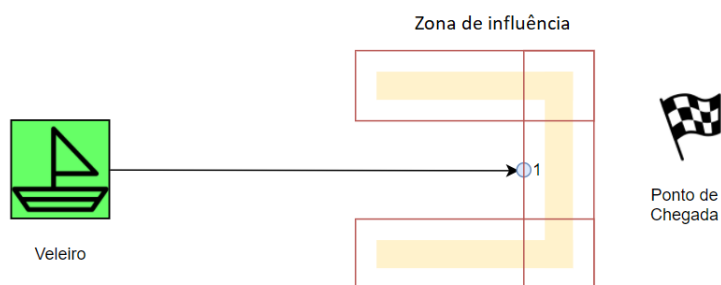 Zona de influência
1
Ponto de
Chegada
Veleiro